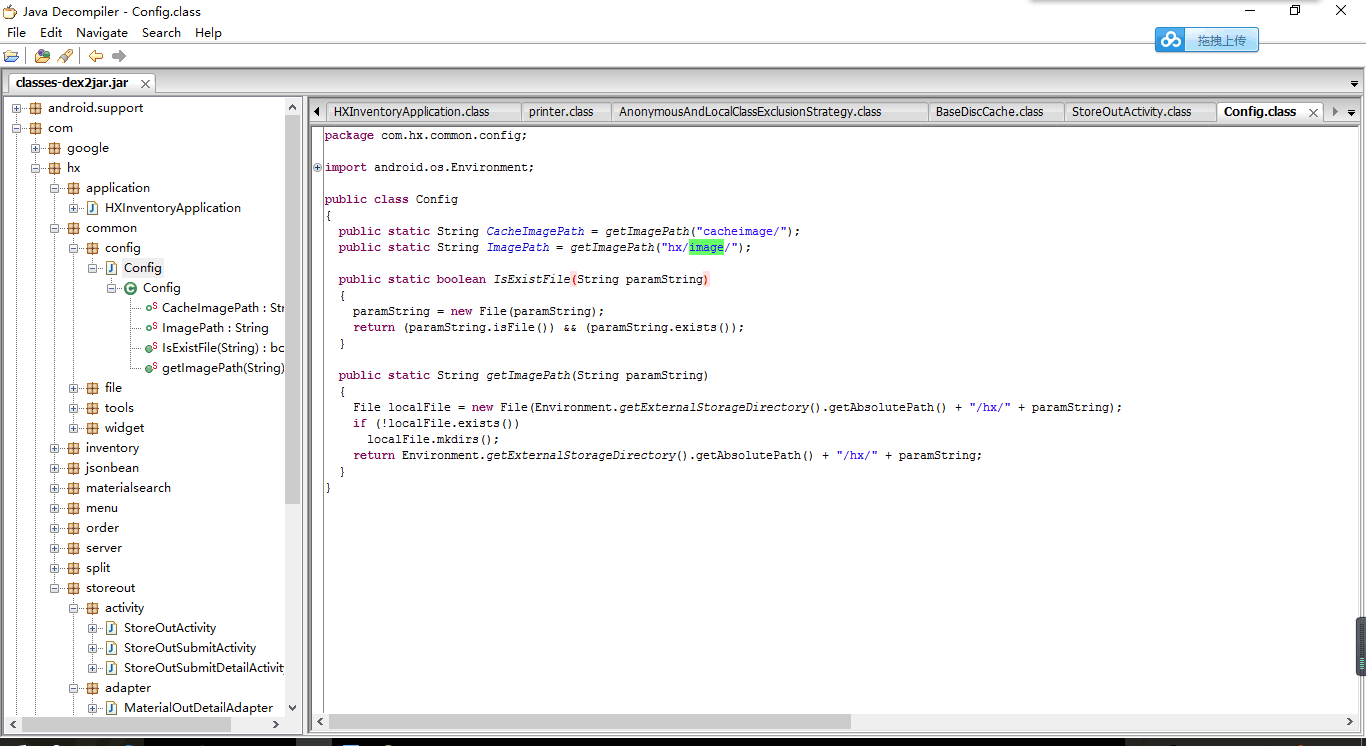 Java Decompiler - Config.class
File Edit Navigate Search Help
拖拽上传
classes-dex2jar.jar
android.support
com
google
hx
application
HXInventoryApplication
common
config
Config
Config
CacheImagePath : Str
ImagePath : String
IsExistFile(String) : bo
getImagePath(String)
file
tools
widget
inventory
jsonbean
materialsearch
menu
order
server
split
storeout
activity
StoreOutActivity
StoreOutSubmitActivity
StoreOutSubmitDetailActivit
adapter
MaterialOutDetailAdapter
HXInventoryApplication.class printer.class AnonymousAndLocalClassExclusionStrategy.class BaseDiscCache.class StoreOutActivity.class Config.class
package com.hx.common.config;
import android.os.Environment;
public class Config
{
public static String CacheImagePath = getImagePath("cacheimage/");
public static String ImagePath = getImagePath("hx/image/");
public static boolean IsExistFile(String paramString)
{
paramString = new File(paramString);
return (paramString.isFile()) && (paramString.exists());
}
public static String getImagePath(String paramString)
{
File localFile = new File(Environment.getExternalStorageDirectory().getAbsolutePath() + "/hx/" + paramString);
if (!localFile.exists())
localFile.mkdirs();
return Environment.getExternalStorageDirectory().getAbsolutePath() + "/hx/" + paramString;
}
}